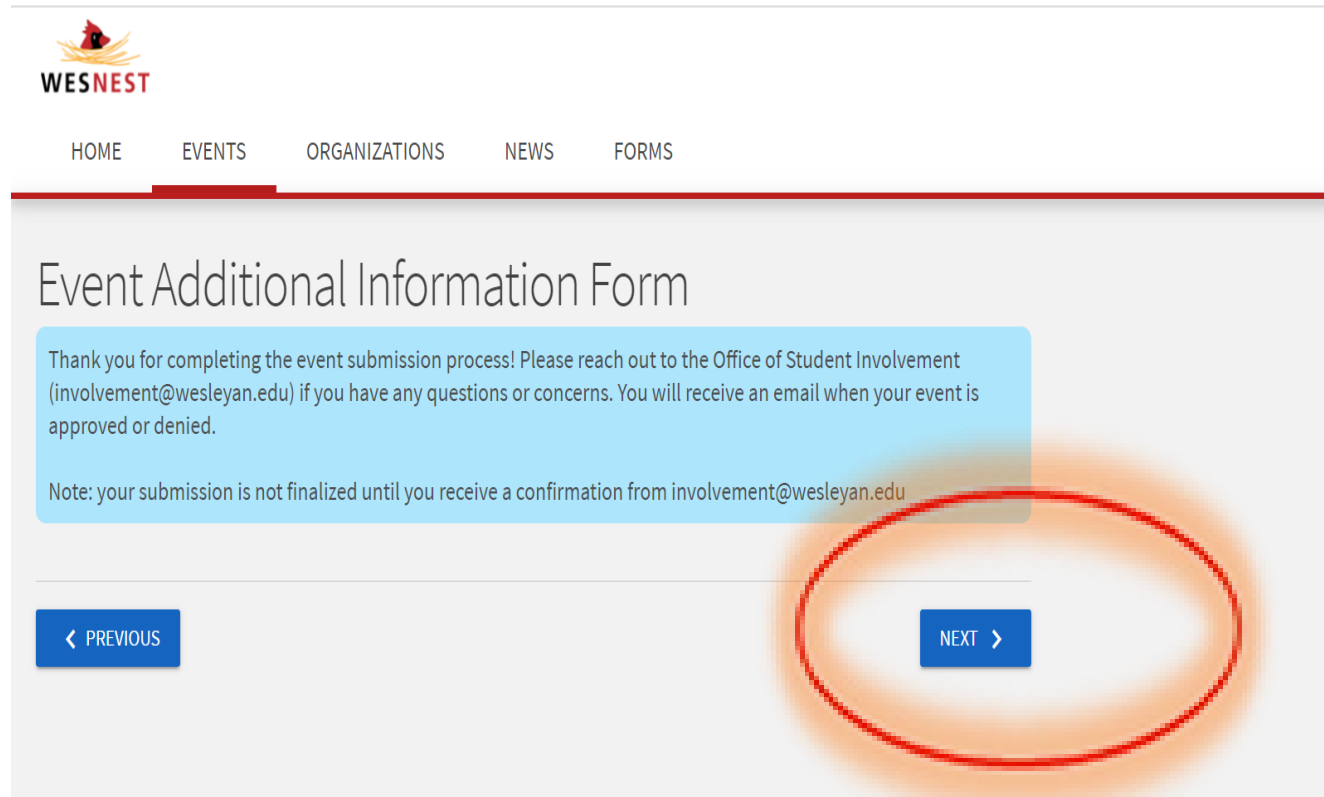 WESNEST
HOME EVENTS ORGANIZATIONS NEWS FORMS
Event Additional Information Form
Thank you for completing the event submission process! Please reach out to the Office of Student Involvement
(involvement@wesleyan.edu) if you have any questions or concerns. You will receive an email when your event is
approved or denied.
Note: your submission is not finalized until you receive a confirmation from involvement@wesleyan.edu
PREVIOUS NEXT